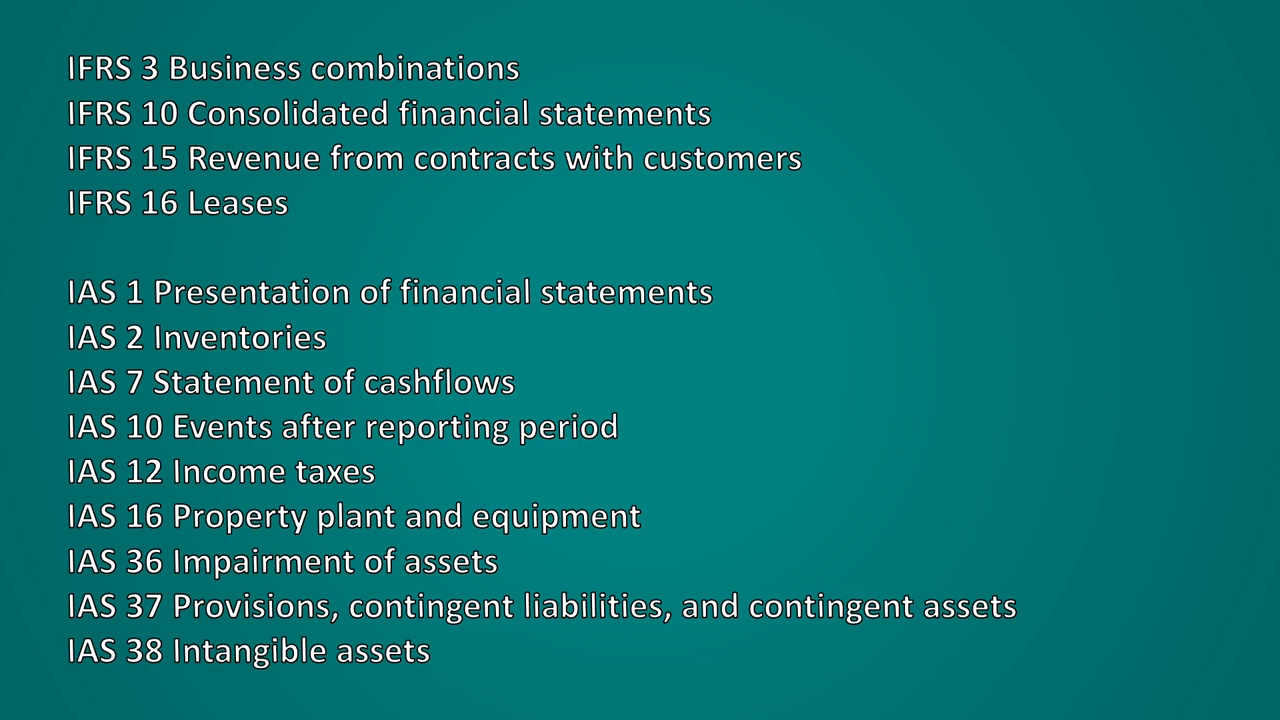 IFRS 3 Business combinations
IFRS 10 Consolidated financial statements
IFRS 15 Revenue from contracts with customers
IFRS 16 Leases
IAS 1 Presentation of financial statements
IAS 2 Inventories
IAS 7 Statement of cashflows
IAS 10 Events after reporting period
IAS 12 Income taxes
IAS 16 Property plant and equipment
IAS 36 Impairment of assets
IAS 37 Provisions, contingent liabilities, and contingent assets
IAS 38 Intangible assets